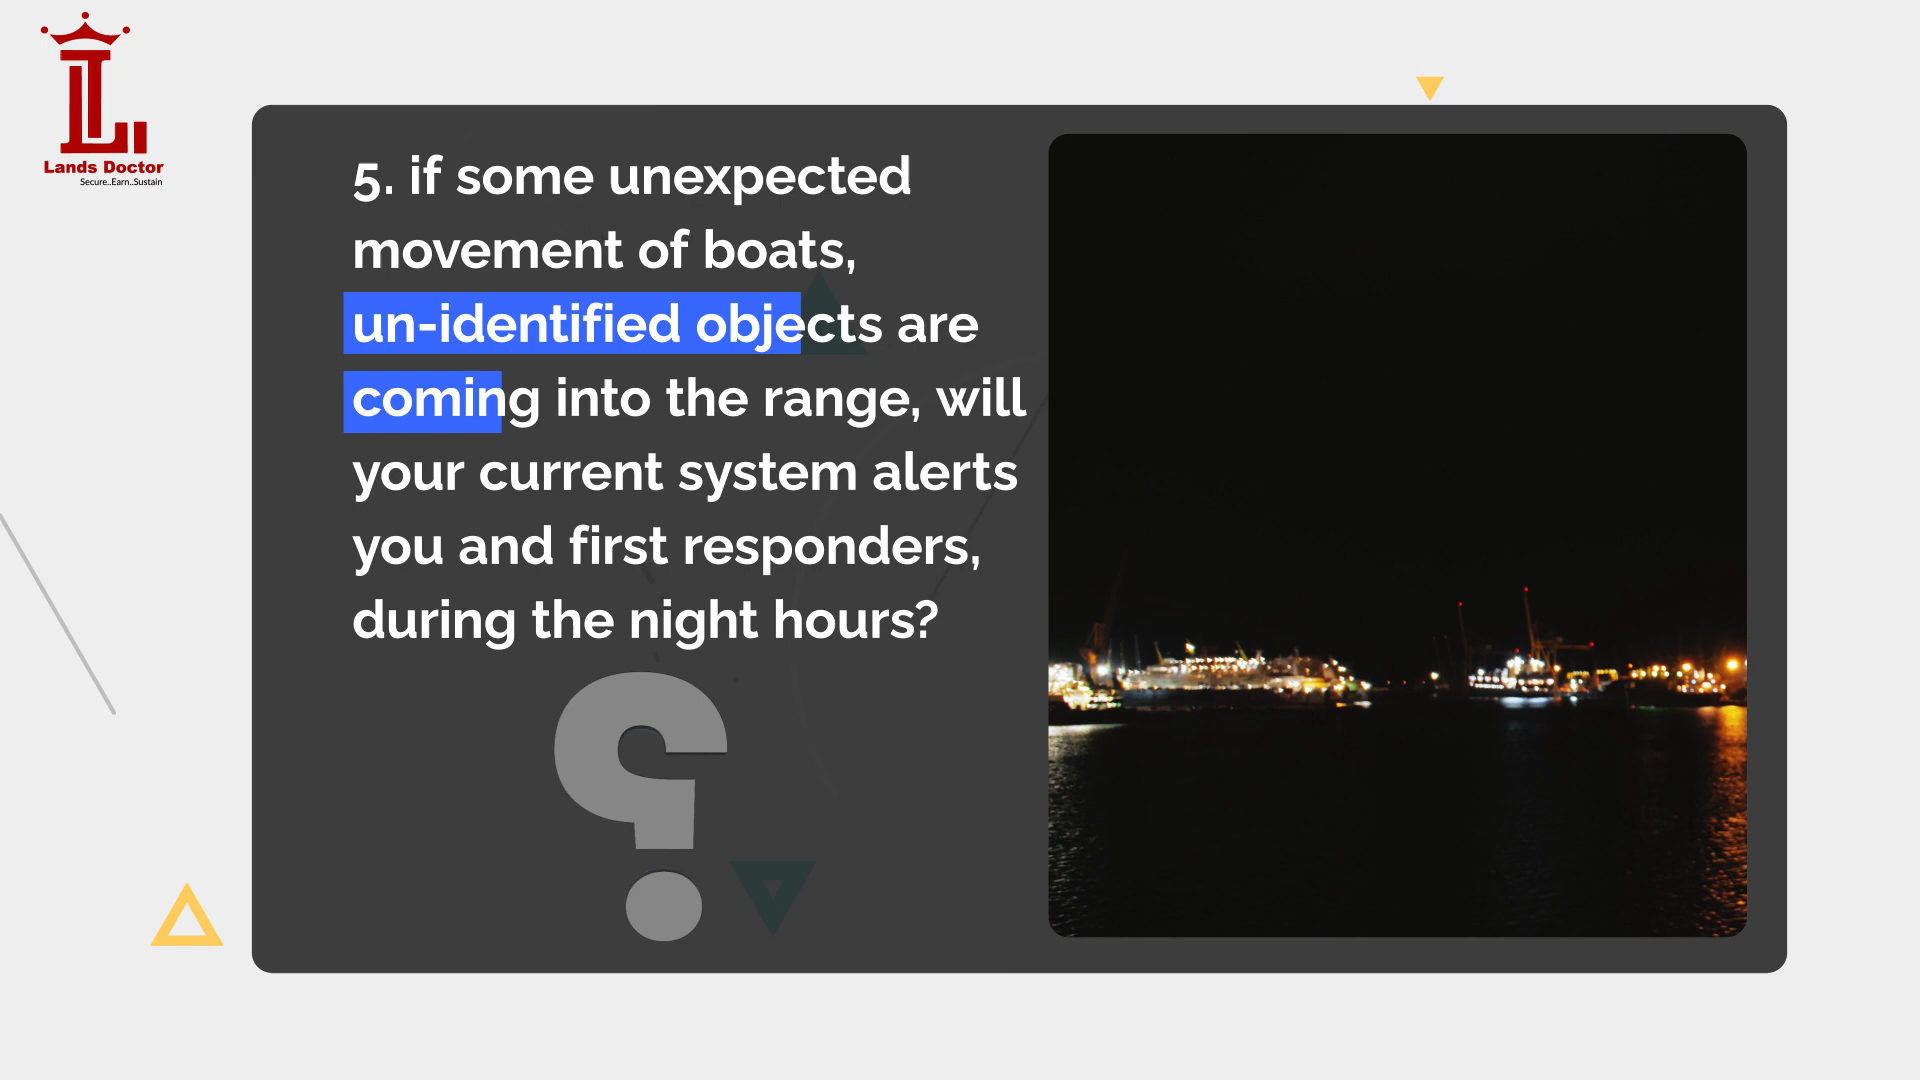 Lands Doctor
Secure..Earn..Sustain
5. if some unexpected
movement of boats,
un-identified objects are
coming into the range, will
your current system alerts
you and first responders,
during the night hours?
?